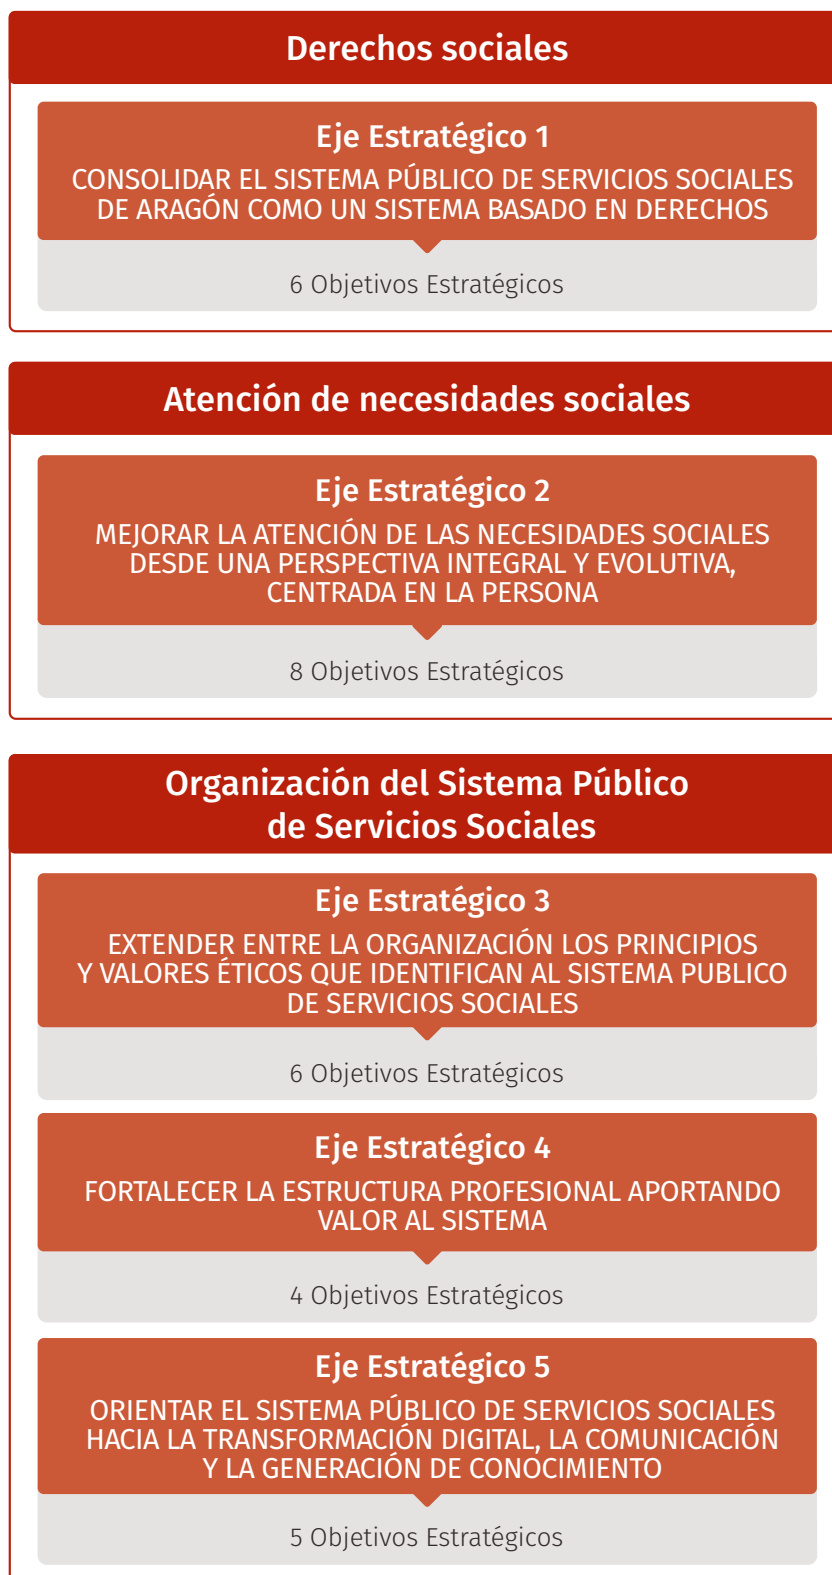 Derechos sociales
Eje Estratégico 1
CONSOLIDAR EL SISTEMA PÚBLICO DE SERVICIOS SOCIALES
DE ARAGÓN COMO UN SISTEMA BASADO EN DERECHOS
6 Objetivos Estratégicos
Atención de necesidades sociales
Eje Estratégico 2
MEJORAR LA ATENCIÓN DE LAS NECESIDADES SOCIALES
DESDE UNA PERSPECTIVA INTEGRAL Y EVOLUTIVA,
CENTRADA EN LA PERSONA
8 Objetivos Estratégicos
Organización del Sistema Público
de Servicios Sociales
Eje Estratégico 3
EXTENDER ENTRE LA ORGANIZACIÓN LOS PRINCIPIOS
Y VALORES ÉTICOS QUE IDENTIFICAN AL SISTEMA PUBLICO
DE SERVICIOS SOCIALES
6 Objetivos Estratégicos
Eje Estratégico 4
FORTALECER LA ESTRUCTURA PROFESIONAL APORTANDO
VALOR AL SISTEMA
4 Objetivos Estratégicos
Eje Estratégico 5
ORIENTAR EL SISTEMA PÚBLICO DE SERVICIOS SOCIALES
HACIA LA TRANSFORMACIÓN DIGITAL, LA COMUNICACIÓN
Y LA GENERACIÓN DE CONOCIMIENTO
5 Objetivos Estratégicos